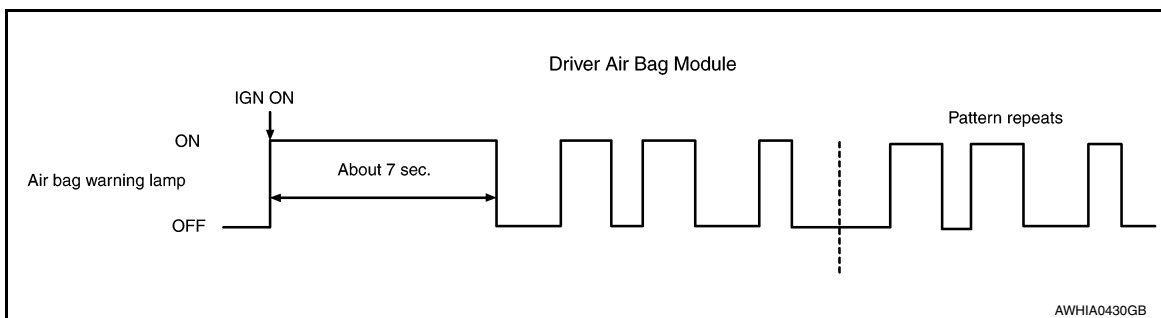 Driver Air Bag Module
IGN ON
Pattern repeats
ON
About 7 sec.
Air bag warning lamp
OFF
AWHIA0430GB